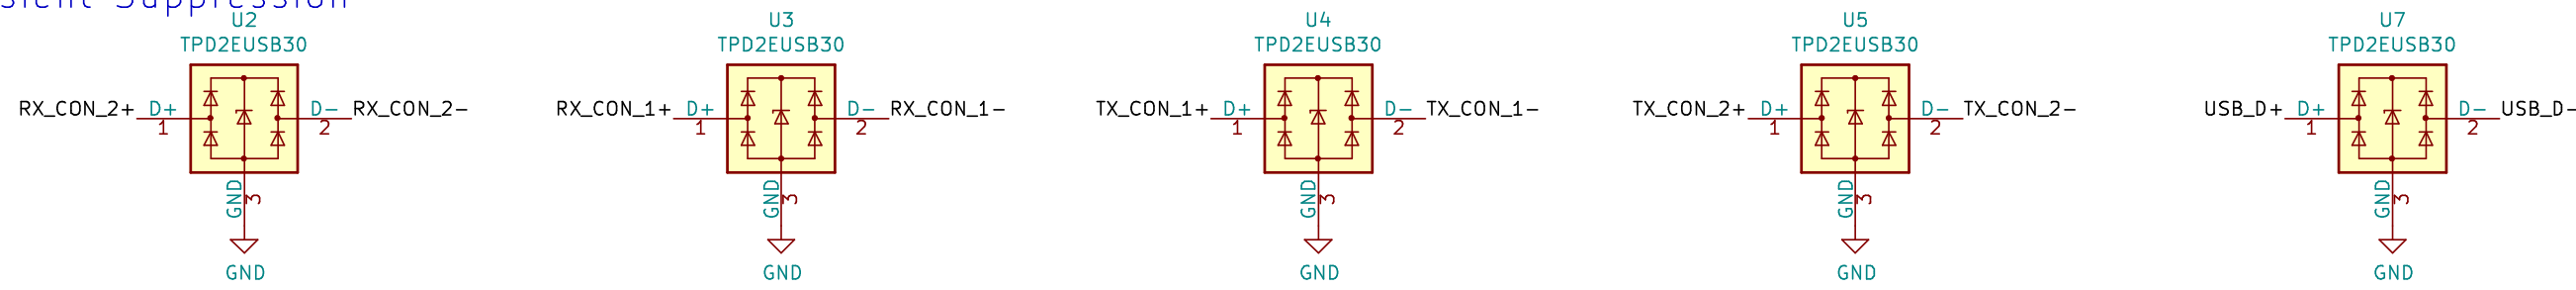 Suppression
U2
TPD2EUSB30
RX_CON_2+ D+ D- RX_CON_2-
1 2
GND 3
GND
U3
TPD2EUSB30
RX_CON_1+ D+ D- RX_CON_1-
1 2
GND 3
GND
U4
TPD2EUSB30
TX_CON_1+ D+ D- TX_CON_1-
1 2
GND 3
GND
U5
TPD2EUSB30
TX_CON_2+ D+ D- TX_CON_2-
1 2
GND 3
GND
U7
TPD2EUSB30
USB_D+ D+ D- USB_D-
1 2
GND 3
GND